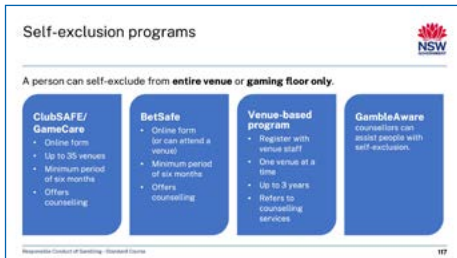 Self-exclusion programs
NSW
GOVERNMENT
A person can self-exclude from entire venue or gaming floor only.
ClubSAFE/
GameCare
• Online form
• Up to 35 venues
• Minimum period
of six months
• Offers
counselling
BetSafe
• Online form
(or can attend a
venue)
• Minimum period
of six months
• Offers
counselling
Venue-based
program
• Register with
venue staff
• One venue at a
time
• Up to 3 years
• Refers to
counselling
services
GambleAware
counsellors can
assist people with
self-exclusion.
Responsible Conduct of Gambling - Standard Course
117